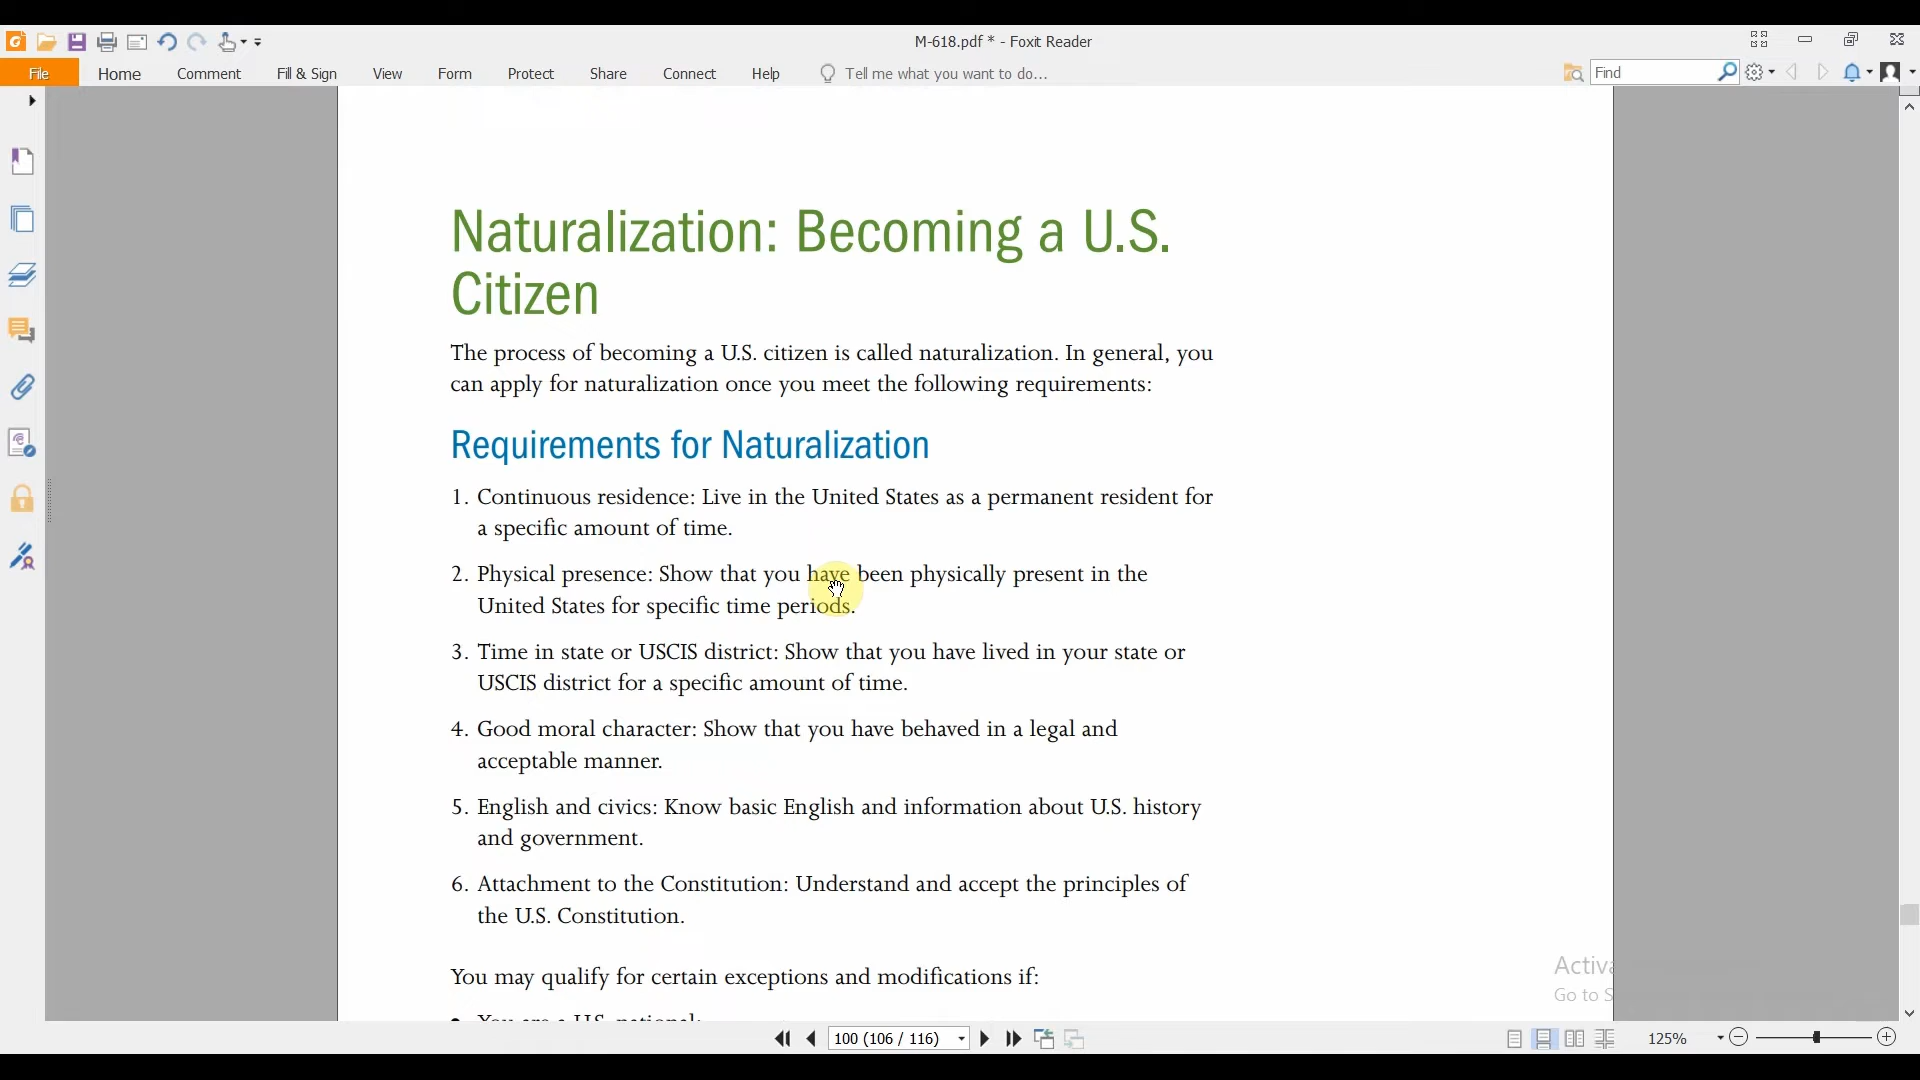 M-618.pdf * - Foxit Reader
File Home Comment Fill & Sign View Form Protect Share Connect Help Tell me what you want to do... Find
Naturalization: Becoming a U.S.
Citizen
The process of becoming a U.S. citizen is called naturalization. In general, you
can apply for naturalization once you meet the following requirements:
Requirements for Naturalization
1. Continuous residence: Live in the United States as a permanent resident for
a specific amount of time.
2. Physical presence: Show that you have been physically present in the
United States for specific time periods.
3. Time in state or USCIS district: Show that you have lived in your state or
USCIS district for a specific amount of time.
4. Good moral character: Show that you have behaved in a legal and
acceptable manner.
5. English and civics: Know basic English and information about U.S. history
and government.
6. Attachment to the Constitution: Understand and accept the principles of
the U.S. Constitution.
You may qualify for certain exceptions and modifications if:
Go to
100 (106 / 116) 125%